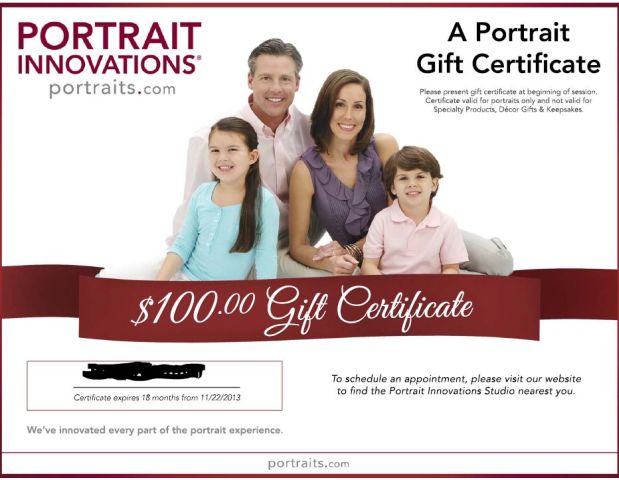 PORTRAIT
INNOVATIONS®
portraits.com
A Portrait
Gift Certificate
Please present gift certificate at beginning of session.
Certificate valid for portraits only and not valid for
Specialty Products, Décor Gifts & Keepsakes.
$100.00 Gift Certificate
Certificate expires 18 months from 11/22/2013
To schedule an appointment, please visit our website
to find the Portrait Innovations Studio nearest you.
We've innovated every part of the portrait experience.
portraits.com